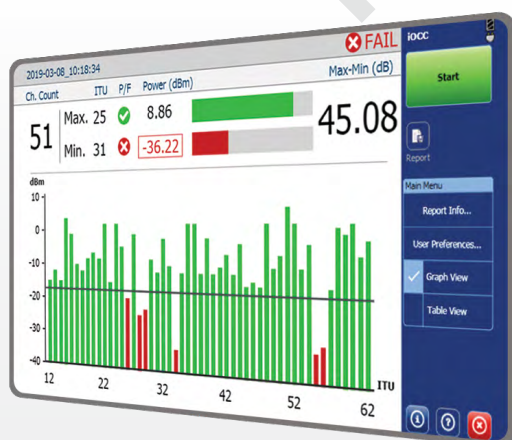 2019-03-08_10:18:34
FAIL
iOCC
Ch. Count ITU P/F Power (dBm) Max-Min (dB)
51
Max. 25 8.86
Min. 31 -36.22
45.08
Start
Report
Main Menu
Report Info...
User Preferences...
Graph View
Table View
dBm
10
0
-10
-20
-30
-40
12 22 32 42 52 62
ITU